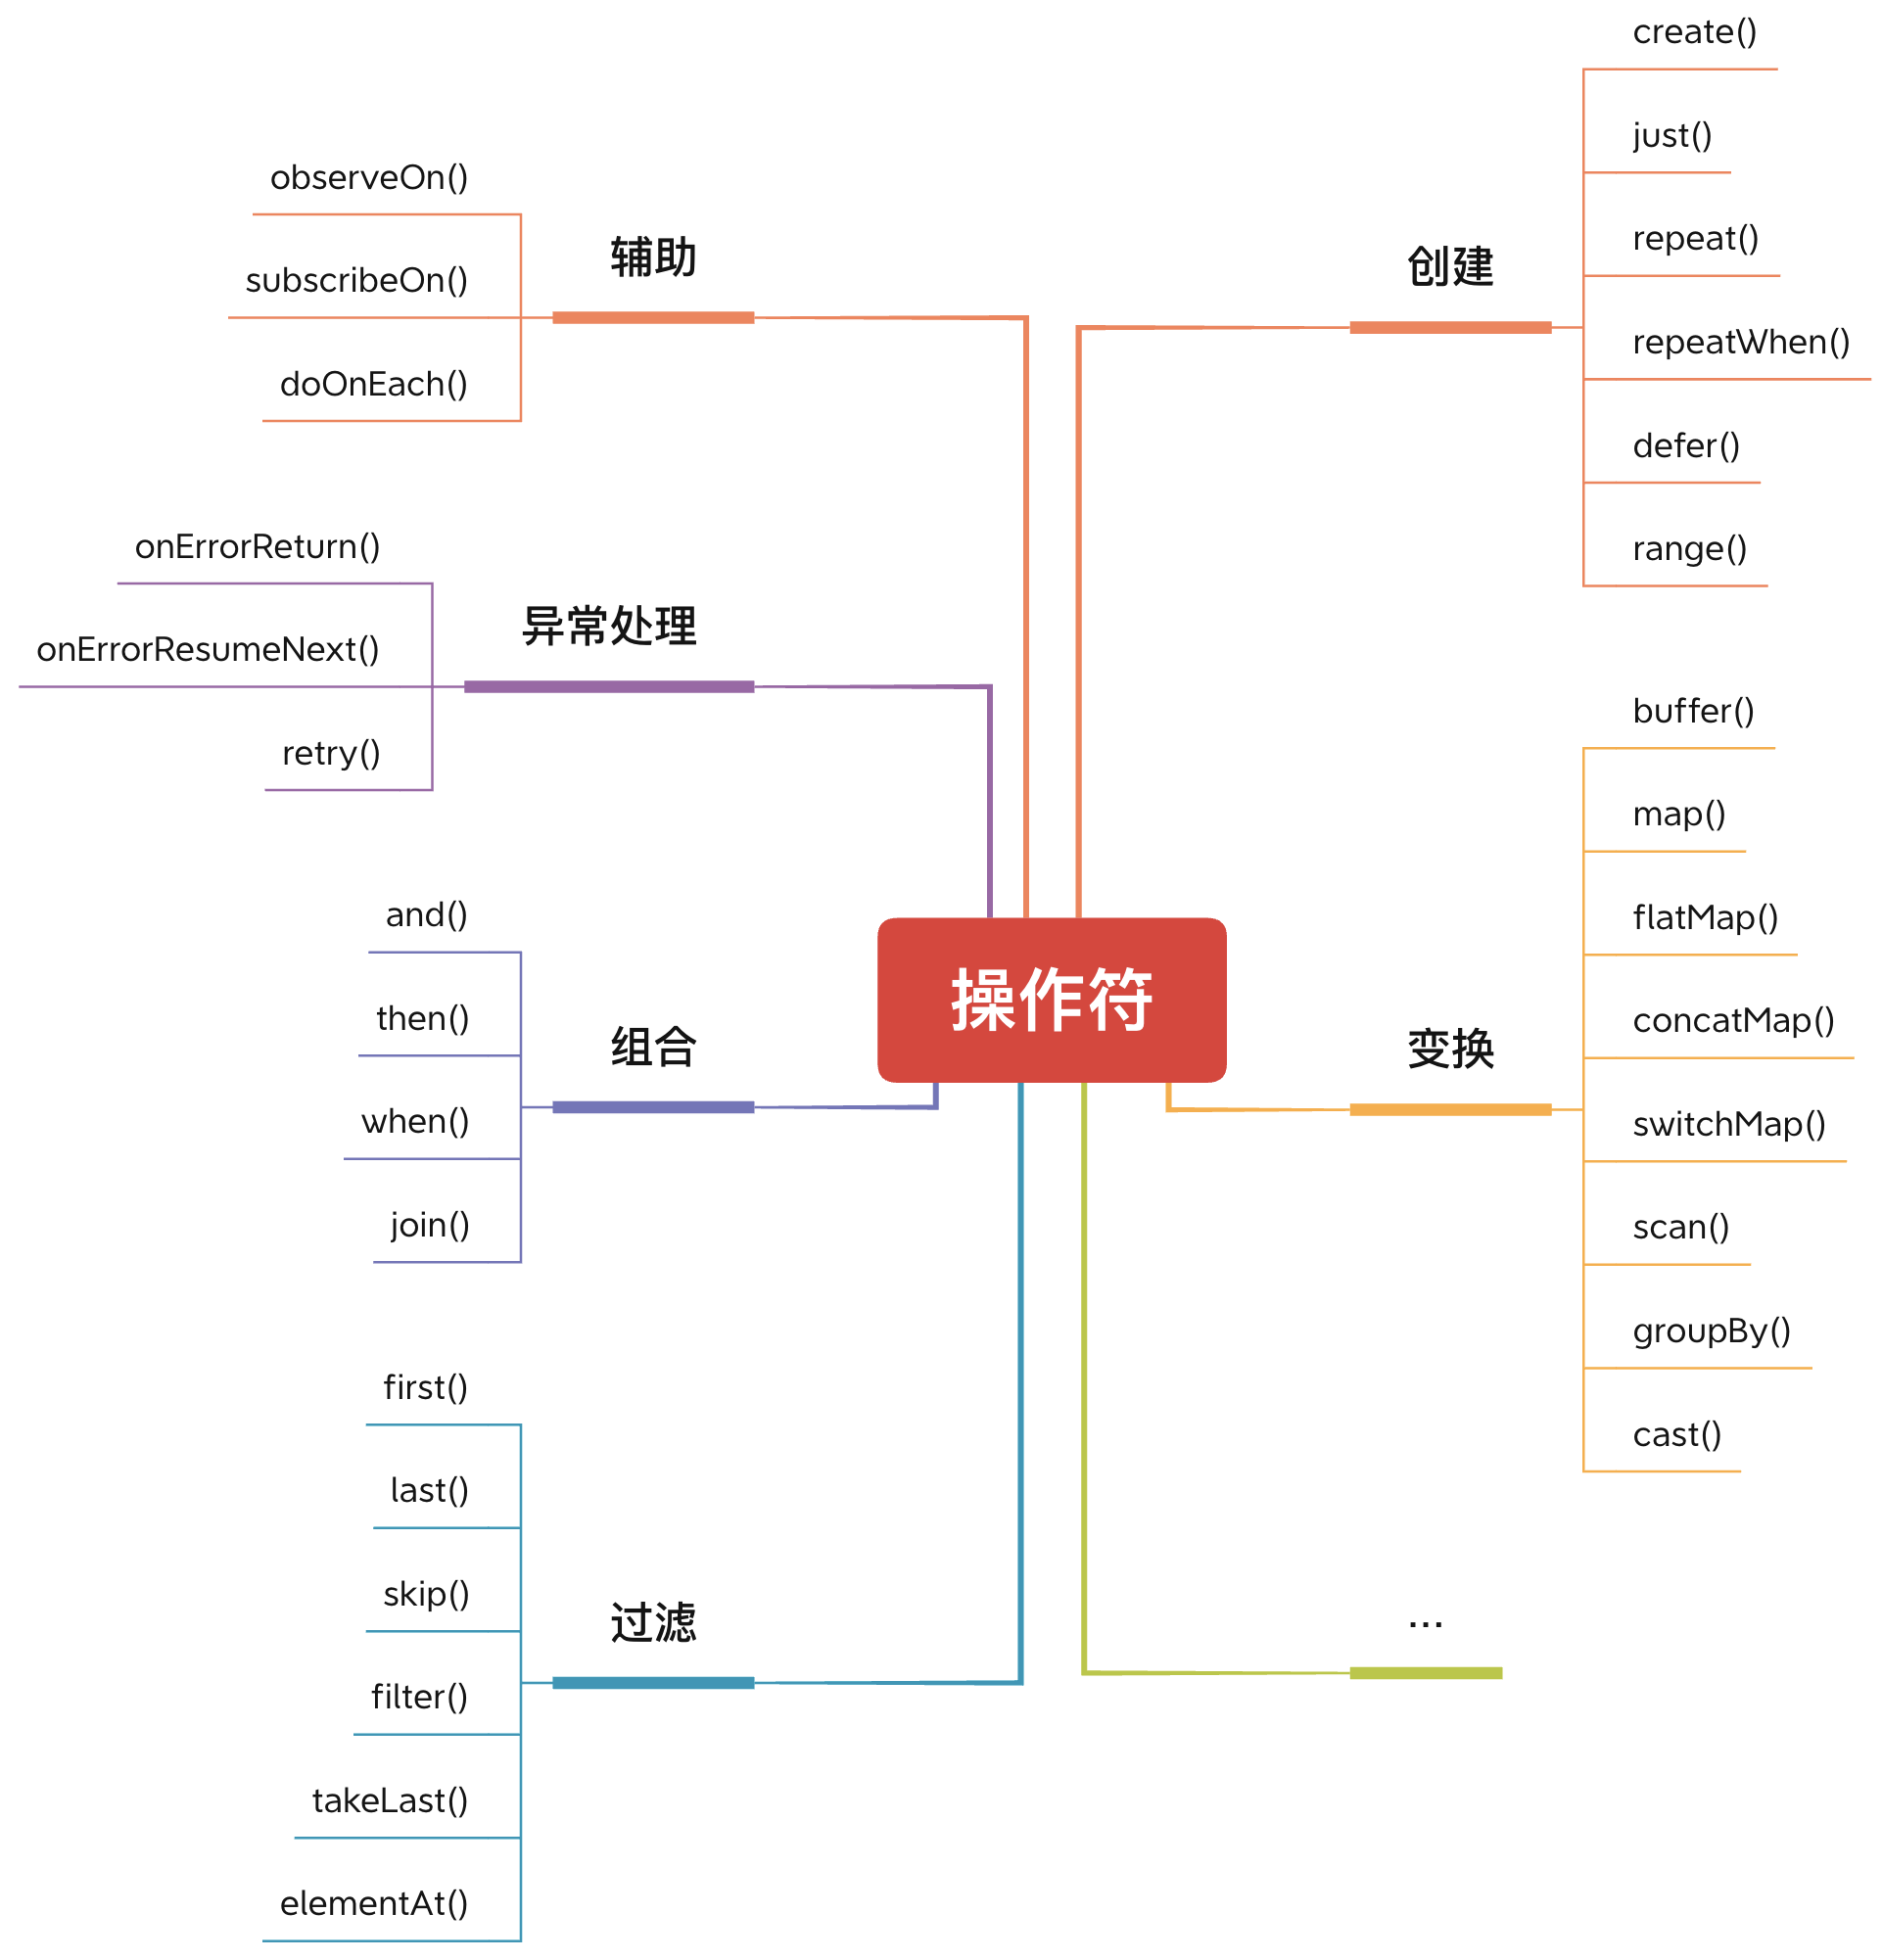 操作符
创建
create()
just()
repeat()
repeatWhen()
defer()
range()
变换
buffer()
map()
flatMap()
concatMap()
switchMap()
scan()
groupBy()
cast()
...
辅助
observeOn()
subscribeOn()
doOnEach()
异常处理
onErrorReturn()
onErrorResumeNext()
retry()
组合
and()
then()
when()
join()
过滤
first()
last()
skip()
filter()
takeLast()
elementAt()